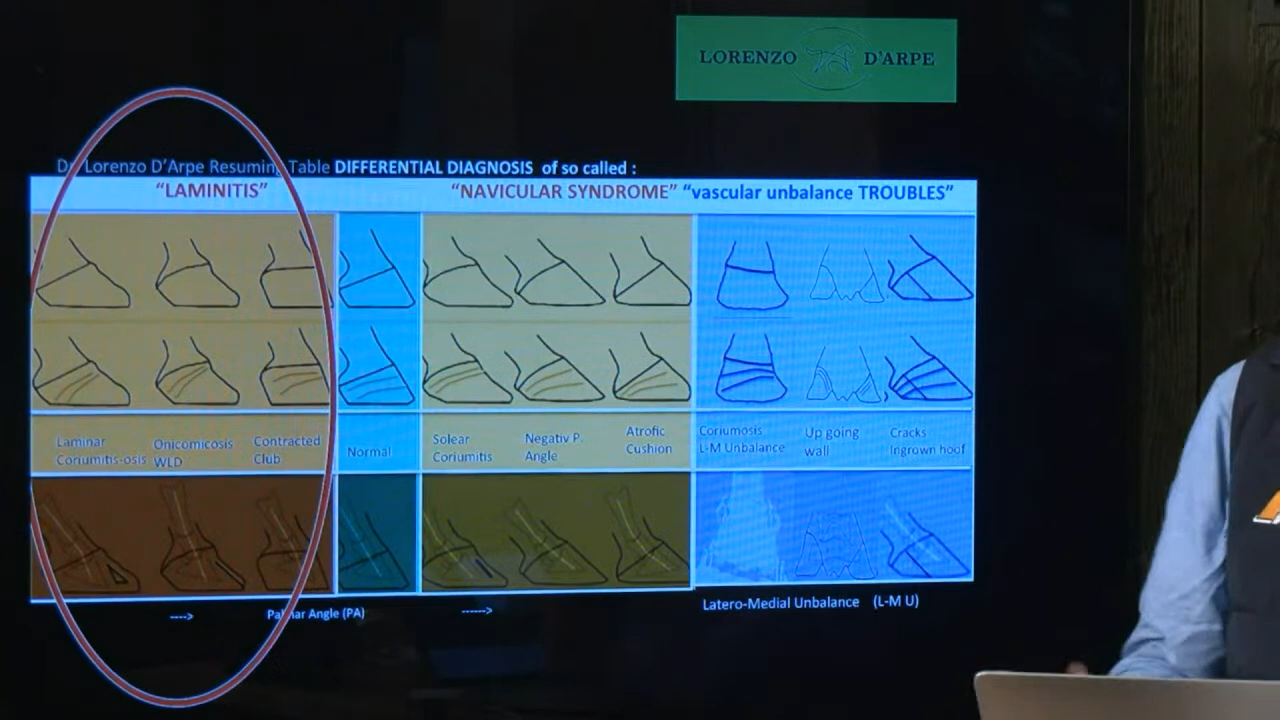 LORENZO D'ARPE
Dr. Lorenzo D'Arpe Resuming Table DIFFERENTIAL DIAGNOSIS of so called :
"LAMINITIS" "NAVICULAR SYNDROME" "vascular unbalance TROUBLES"
Laminar Coriumitis-osis
Onicomicosis WLD
Contracted Club
Normal
Solear Coriumitis
Negativ P. Angle
Atrofic Cushion
Coriumosis L-M Unbalance
Up going wall
Cracks Ingrown hoof
----> Palmar Angle (PA) ------>
Latero-Medial Unbalance (L-M U)